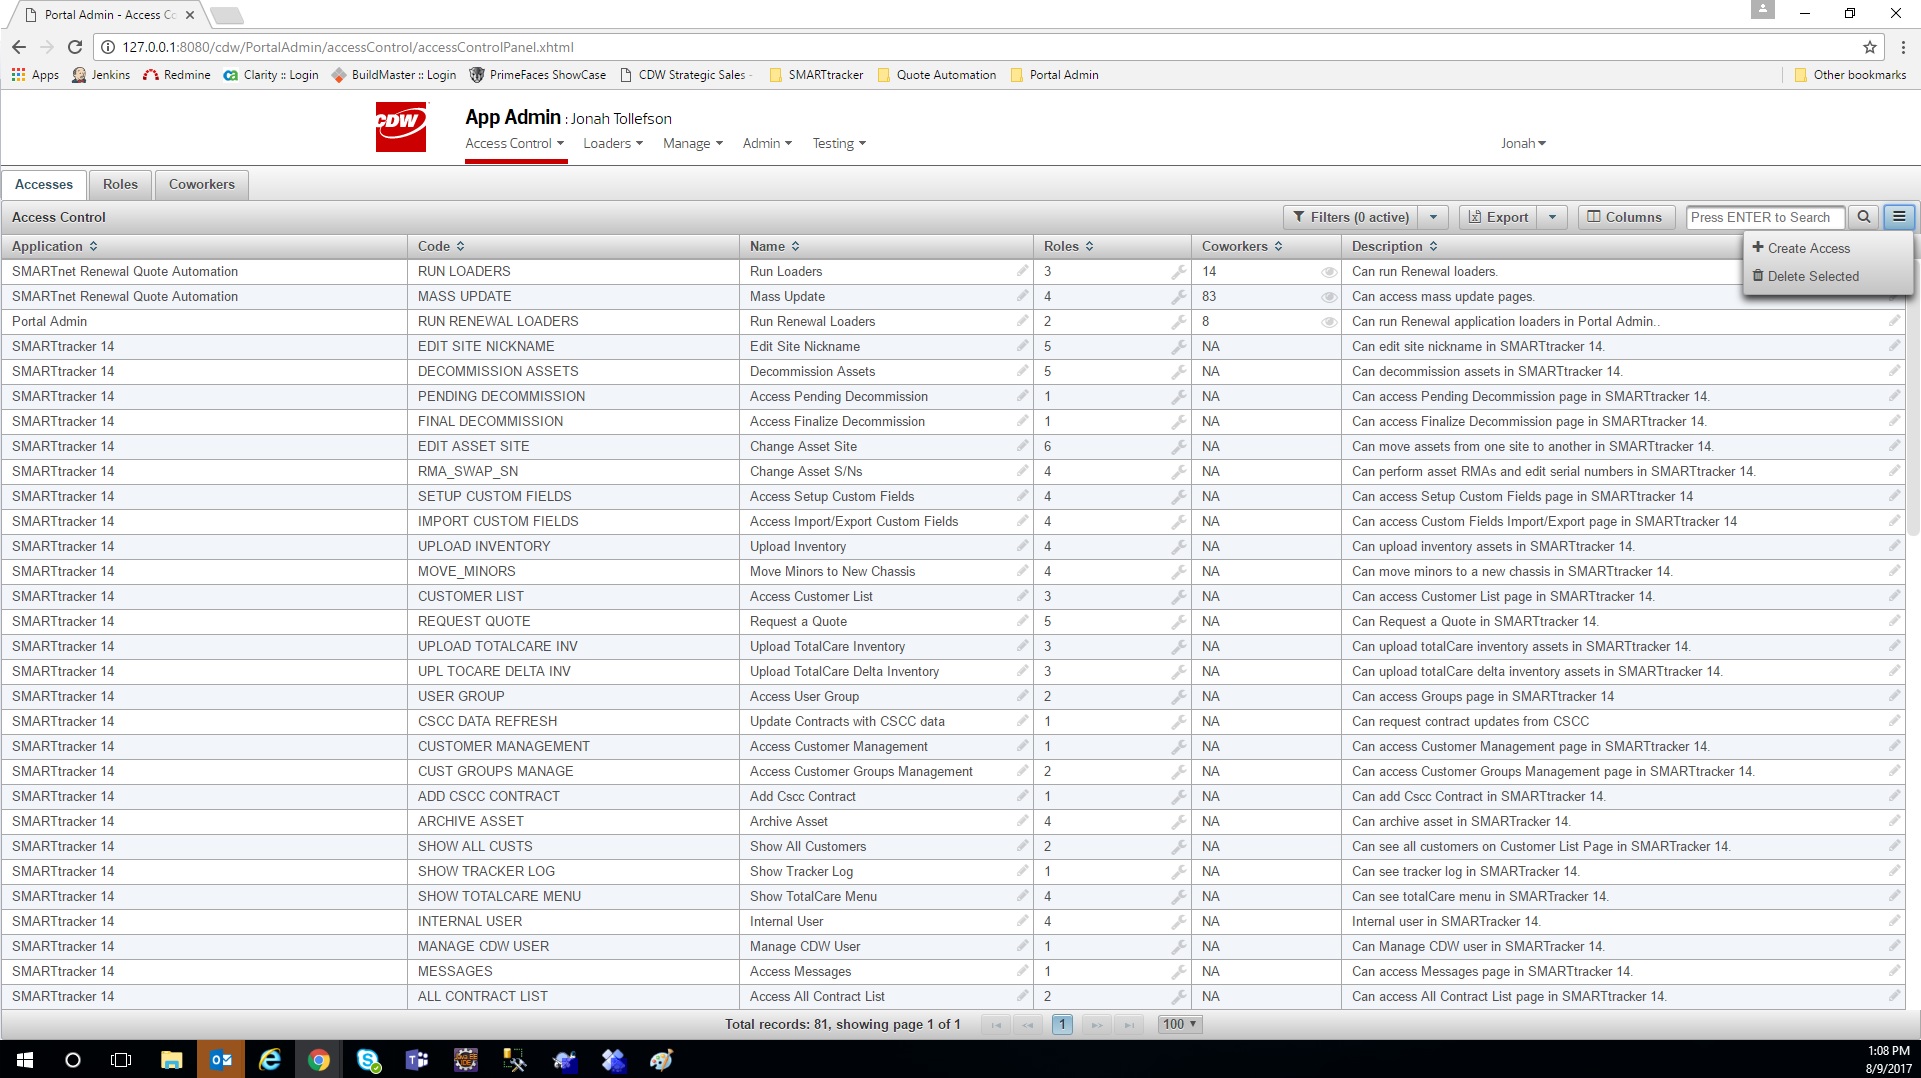 Portal Admin - Access Co
127.0.0.1:8080/cdw/PortalAdmin/accessControl/accessControlPanel.xhtml
Apps Jenkins Redmine Clarity :: Login BuildMaster :: Login PrimeFaces ShowCase CDW Strategic Sales - SMARTtracker Quote Automation Portal Admin Other bookmarks
CDW
App Admin : Jonah Tollefson
Access Control Loaders Manage Admin Testing Jonah
Accesses Roles Coworkers
Access Control Filters (0 active) Export Columns Press ENTER to Search
Application Code Name Roles Coworkers Description
Create Access
Delete Selected
SMARTnet Renewal Quote Automation RUN LOADERS Run Loaders 3 14 Can run Renewal loaders.
SMARTnet Renewal Quote Automation MASS UPDATE Mass Update 4 83 Can access mass update pages.
Portal Admin RUN RENEWAL LOADERS Run Renewal Loaders 2 8 Can run Renewal application loaders in Portal Admin..
SMARTtracker 14 EDIT SITE NICKNAME Edit Site Nickname 5 NA Can edit site nickname in SMARTtracker 14.
SMARTtracker 14 DECOMMISSION ASSETS Decommission Assets 5 NA Can decommission assets in SMARTtracker 14.
SMARTtracker 14 PENDING DECOMMISSION Access Pending Decommission 1 NA Can access Pending Decommission page in SMARTtracker 14.
SMARTtracker 14 FINAL DECOMMISSION Access Finalize Decommission 1 NA Can access Finalize Decommission page in SMARTtracker 14.
SMARTtracker 14 EDIT ASSET SITE Change Asset Site 6 NA Can move assets from one site to another in SMARTtracker 14.
SMARTtracker 14 RMA_SWAP_SN Change Asset S/Ns 4 NA Can perform asset RMAs and edit serial numbers in SMARTtracker 14.
SMARTtracker 14 SETUP CUSTOM FIELDS Access Setup Custom Fields 4 NA Can access Setup Custom Fields page in SMARTtracker 14
SMARTtracker 14 IMPORT CUSTOM FIELDS Access Import/Export Custom Fields 4 NA Can access Custom Fields Import/Export page in SMARTtracker 14
SMARTtracker 14 UPLOAD INVENTORY Upload Inventory 4 NA Can upload inventory assets in SMARTtracker 14.
SMARTtracker 14 MOVE_MINORS Move Minors to New Chassis 4 NA Can move minors to a new chassis in SMARTtracker 14.
SMARTtracker 14 CUSTOMER LIST Access Customer List 3 NA Can access Customer List page in SMARTtracker 14.
SMARTtracker 14 REQUEST QUOTE Request a Quote 5 NA Can Request a Quote in SMARTtracker 14.
SMARTtracker 14 UPLOAD TOTALCARE INV Upload TotalCare Inventory 3 NA Can upload totalCare inventory assets in SMARTtracker 14.
SMARTtracker 14 UPL TOCARE DELTA INV Upload TotalCare Delta Inventory 3 NA Can upload totalCare delta inventory assets in SMARTtracker 14.
SMARTtracker 14 USER GROUP Access User Group 2 NA Can access Groups page in SMARTtracker 14
SMARTtracker 14 CSCC DATA REFRESH Update Contracts with CSCC data 1 NA Can request contract updates from CSCC
SMARTtracker 14 CUSTOMER MANAGEMENT Access Customer Management 1 NA Can access Customer Management page in SMARTtracker 14.
SMARTtracker 14 CUST GROUPS MANAGE Access Customer Groups Management 2 NA Can access Customer Groups Management page in SMARTtracker 14.
SMARTtracker 14 ADD CSCC CONTRACT Add Cscc Contract 1 NA Can add Cscc Contract in SMARTtracker 14.
SMARTtracker 14 ARCHIVE ASSET Archive Asset 4 NA Can archive asset in SMARTracker 14.
SMARTtracker 14 SHOW ALL CUSTS Show All Customers 2 NA Can see all customers on Customer List Page in SMARTracker 14.
SMARTtracker 14 SHOW TRACKER LOG Show Tracker Log 1 NA Can see tracker log in SMARTracker 14.
SMARTtracker 14 SHOW TOTALCARE MENU Show TotalCare Menu 4 NA Can see totalCare menu in SMARTracker 14.
SMARTtracker 14 INTERNAL USER Internal User 4 NA Internal user in SMARTracker 14.
SMARTtracker 14 MANAGE CDW USER Manage CDW User 1 NA Can Manage CDW user in SMARTracker 14.
SMARTtracker 14 MESSAGES Access Messages 1 NA Can access Messages page in SMARTracker 14.
SMARTtracker 14 ALL CONTRACT LIST Access All Contract List 2 NA Can access All Contract List page in SMARTracker 14.
Total records: 81, showing page 1 of 1 1 100
1:08 PM
8/9/2017